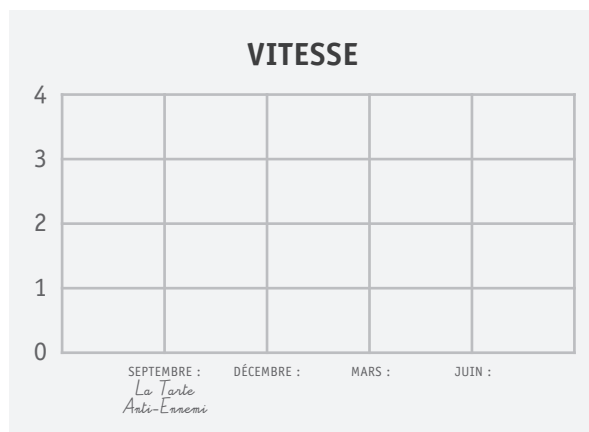 VITESSE
4
3
2
1
0
SEPTEMBRE : DÉCEMBRE : MARS : JUIN :
La Tarte
Anti-Ennemi